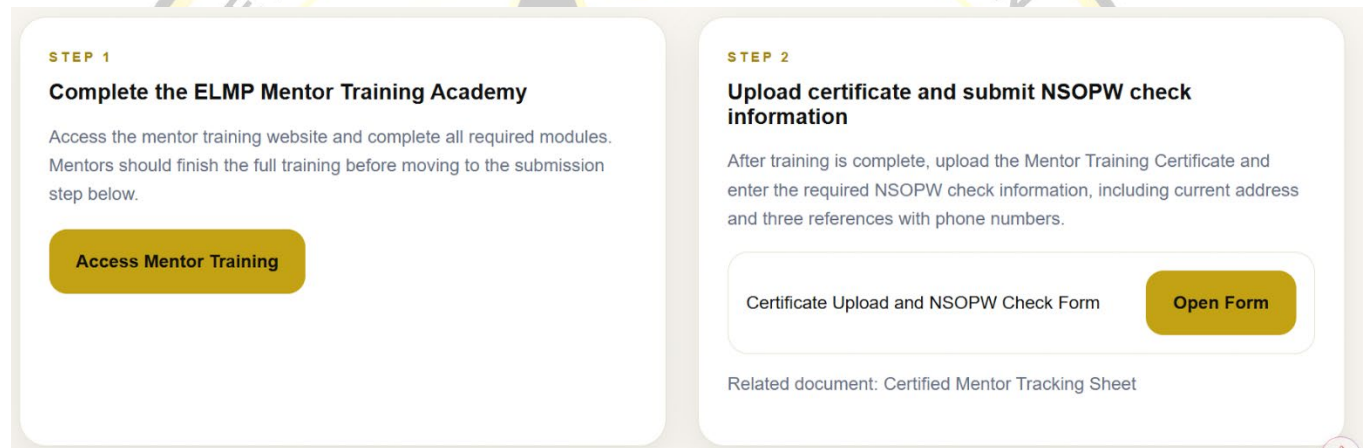 STEP 1
Complete the ELMP Mentor Training Academy
Access the mentor training website and complete all required modules.
Mentors should finish the full training before moving to the submission
step below.
Access Mentor Training
STEP 2
Upload certificate and submit NSOPW check
information
After training is complete, upload the Mentor Training Certificate and
enter the required NSOPW check information, including current address
and three references with phone numbers.
Certificate Upload and NSOPW Check Form
Open Form
Related document: Certified Mentor Tracking Sheet